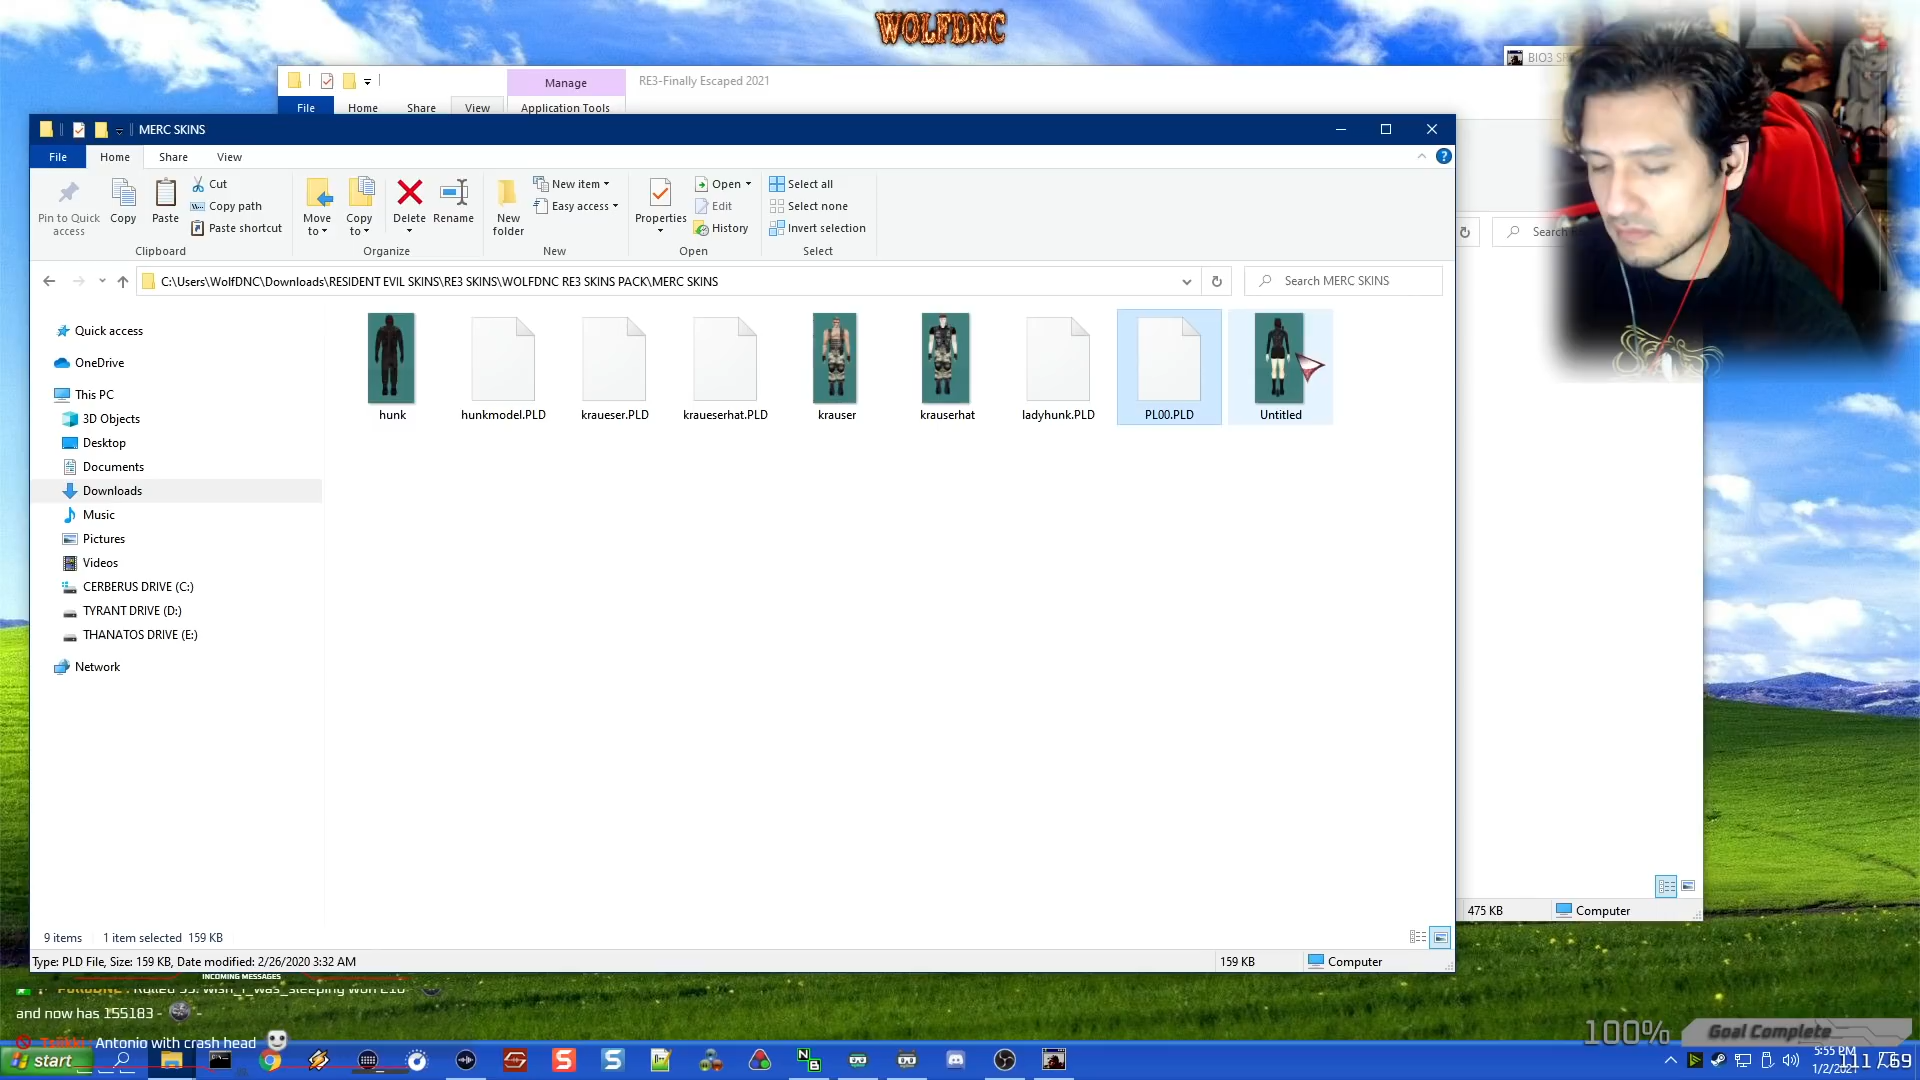 WOLFDNC
BIO3
Manage
RE3-Finally Escaped 2021
File
Home
Share
View
Application Tools
MERC SKINS
File
Home
Share
View
Pin to Quick access
Copy
Paste
Cut
Copy path
Paste shortcut
Clipboard
Move to
Copy to
Delete
Rename
Organize
New folder
New item
Easy access
New
Properties
Open
Edit
History
Open
Select all
Select none
Invert selection
Select
Search
C:\Users\WolfDNC\Downloads\RESIDENT EVIL SKINS\RE3 SKINS\WOLFDNC RE3 SKINS PACK\MERC SKINS
Search MERC SKINS
Quick access
OneDrive
This PC
3D Objects
Desktop
Documents
Downloads
Music
Pictures
Videos
CERBERUS DRIVE (C:)
TYRANT DRIVE (D:)
THANATOS DRIVE (E:)
Network
hunk
hunkmodel.PLD
kraueser.PLD
kraueserhat.PLD
krauser
krauserhat
ladyhunk.PLD
PL00.PLD
Untitled
475 KB
Computer
9 items
1 item selected 159 KB
Type: PLD File, Size: 159 KB, Date modified: 2/26/2020 3:32 AM
159 KB
Computer
INCOMING MESSAGES
and now has 155183 - -
Antonio with crash head
100%
Goal Complete
start
5:55 PM
111 / 69